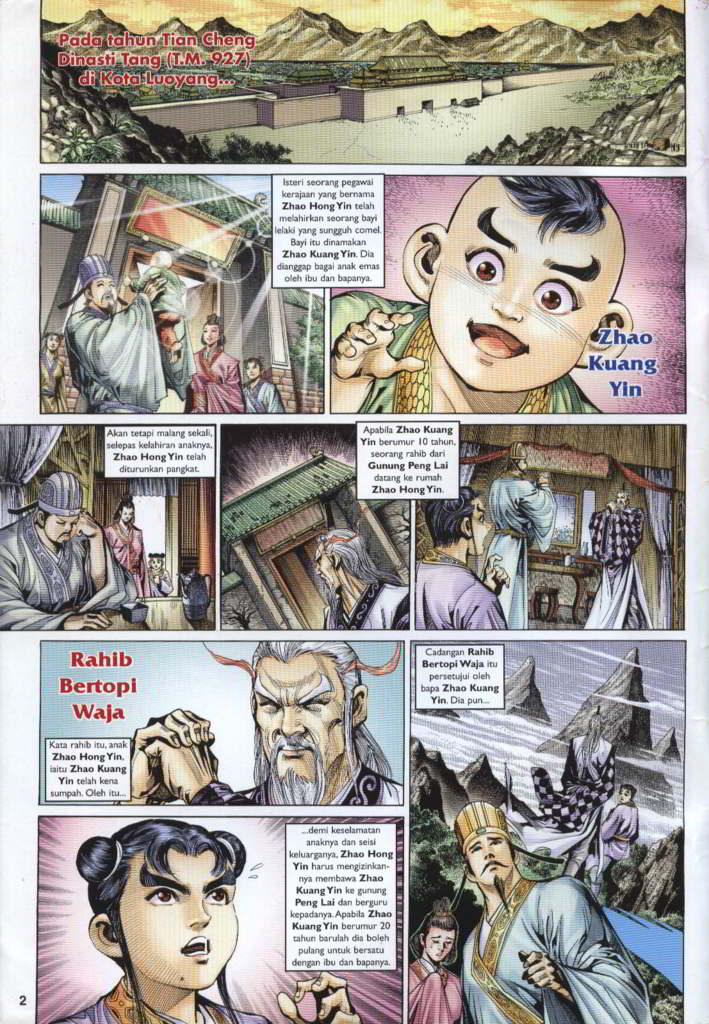 Pada tahun Tian Cheng
Dinasti Tang (T.M. 927)
di Kota Luoyang...
Isteri seorang pegawai
kerajaan yang bernama
Zhao Hong Yin telah
melahirkan seorang bayi
lelaki yang sungguh comel.
Bayi itu dinamakan
Zhao Kuang Yin. Dia
dianggap bagai anak emas
oleh ibu dan bapanya.
Zhao
Kuang
Yin
Akan tetapi malang sekali,
selepas kelahiran anaknya,
Zhao Hong Yin telah
diturunkan pangkat.
Apabila Zhao Kuang
Yin berumur 10 tahun,
seorang rahib dari
Gunung Peng Lai
datang ke rumah
Zhao Hong Yin.
Rahib
Bertopi
Waja
Kata rahib itu, anak
Zhao Hong Yin,
iaitu Zhao Kuang
Yin telah kena
sumpah. Oleh itu...
Cadangan Rahib
Bertopi Waja itu
persetujui oleh
bapa Zhao Kuang
Yin. Dia pun...
...demi keselamatan
anaknya dan seisi
keluarganya, Zhao Hong
Yin harus mengizinkan-
nya membawa Zhao
Kuang Yin ke gunung
Peng Lai dan berguru
kepadanya. Apabila Zhao
Kuang Yin berumur 20
tahun barulah dia boleh
pulang untuk bersatu
dengan ibu dan bapanya.
2